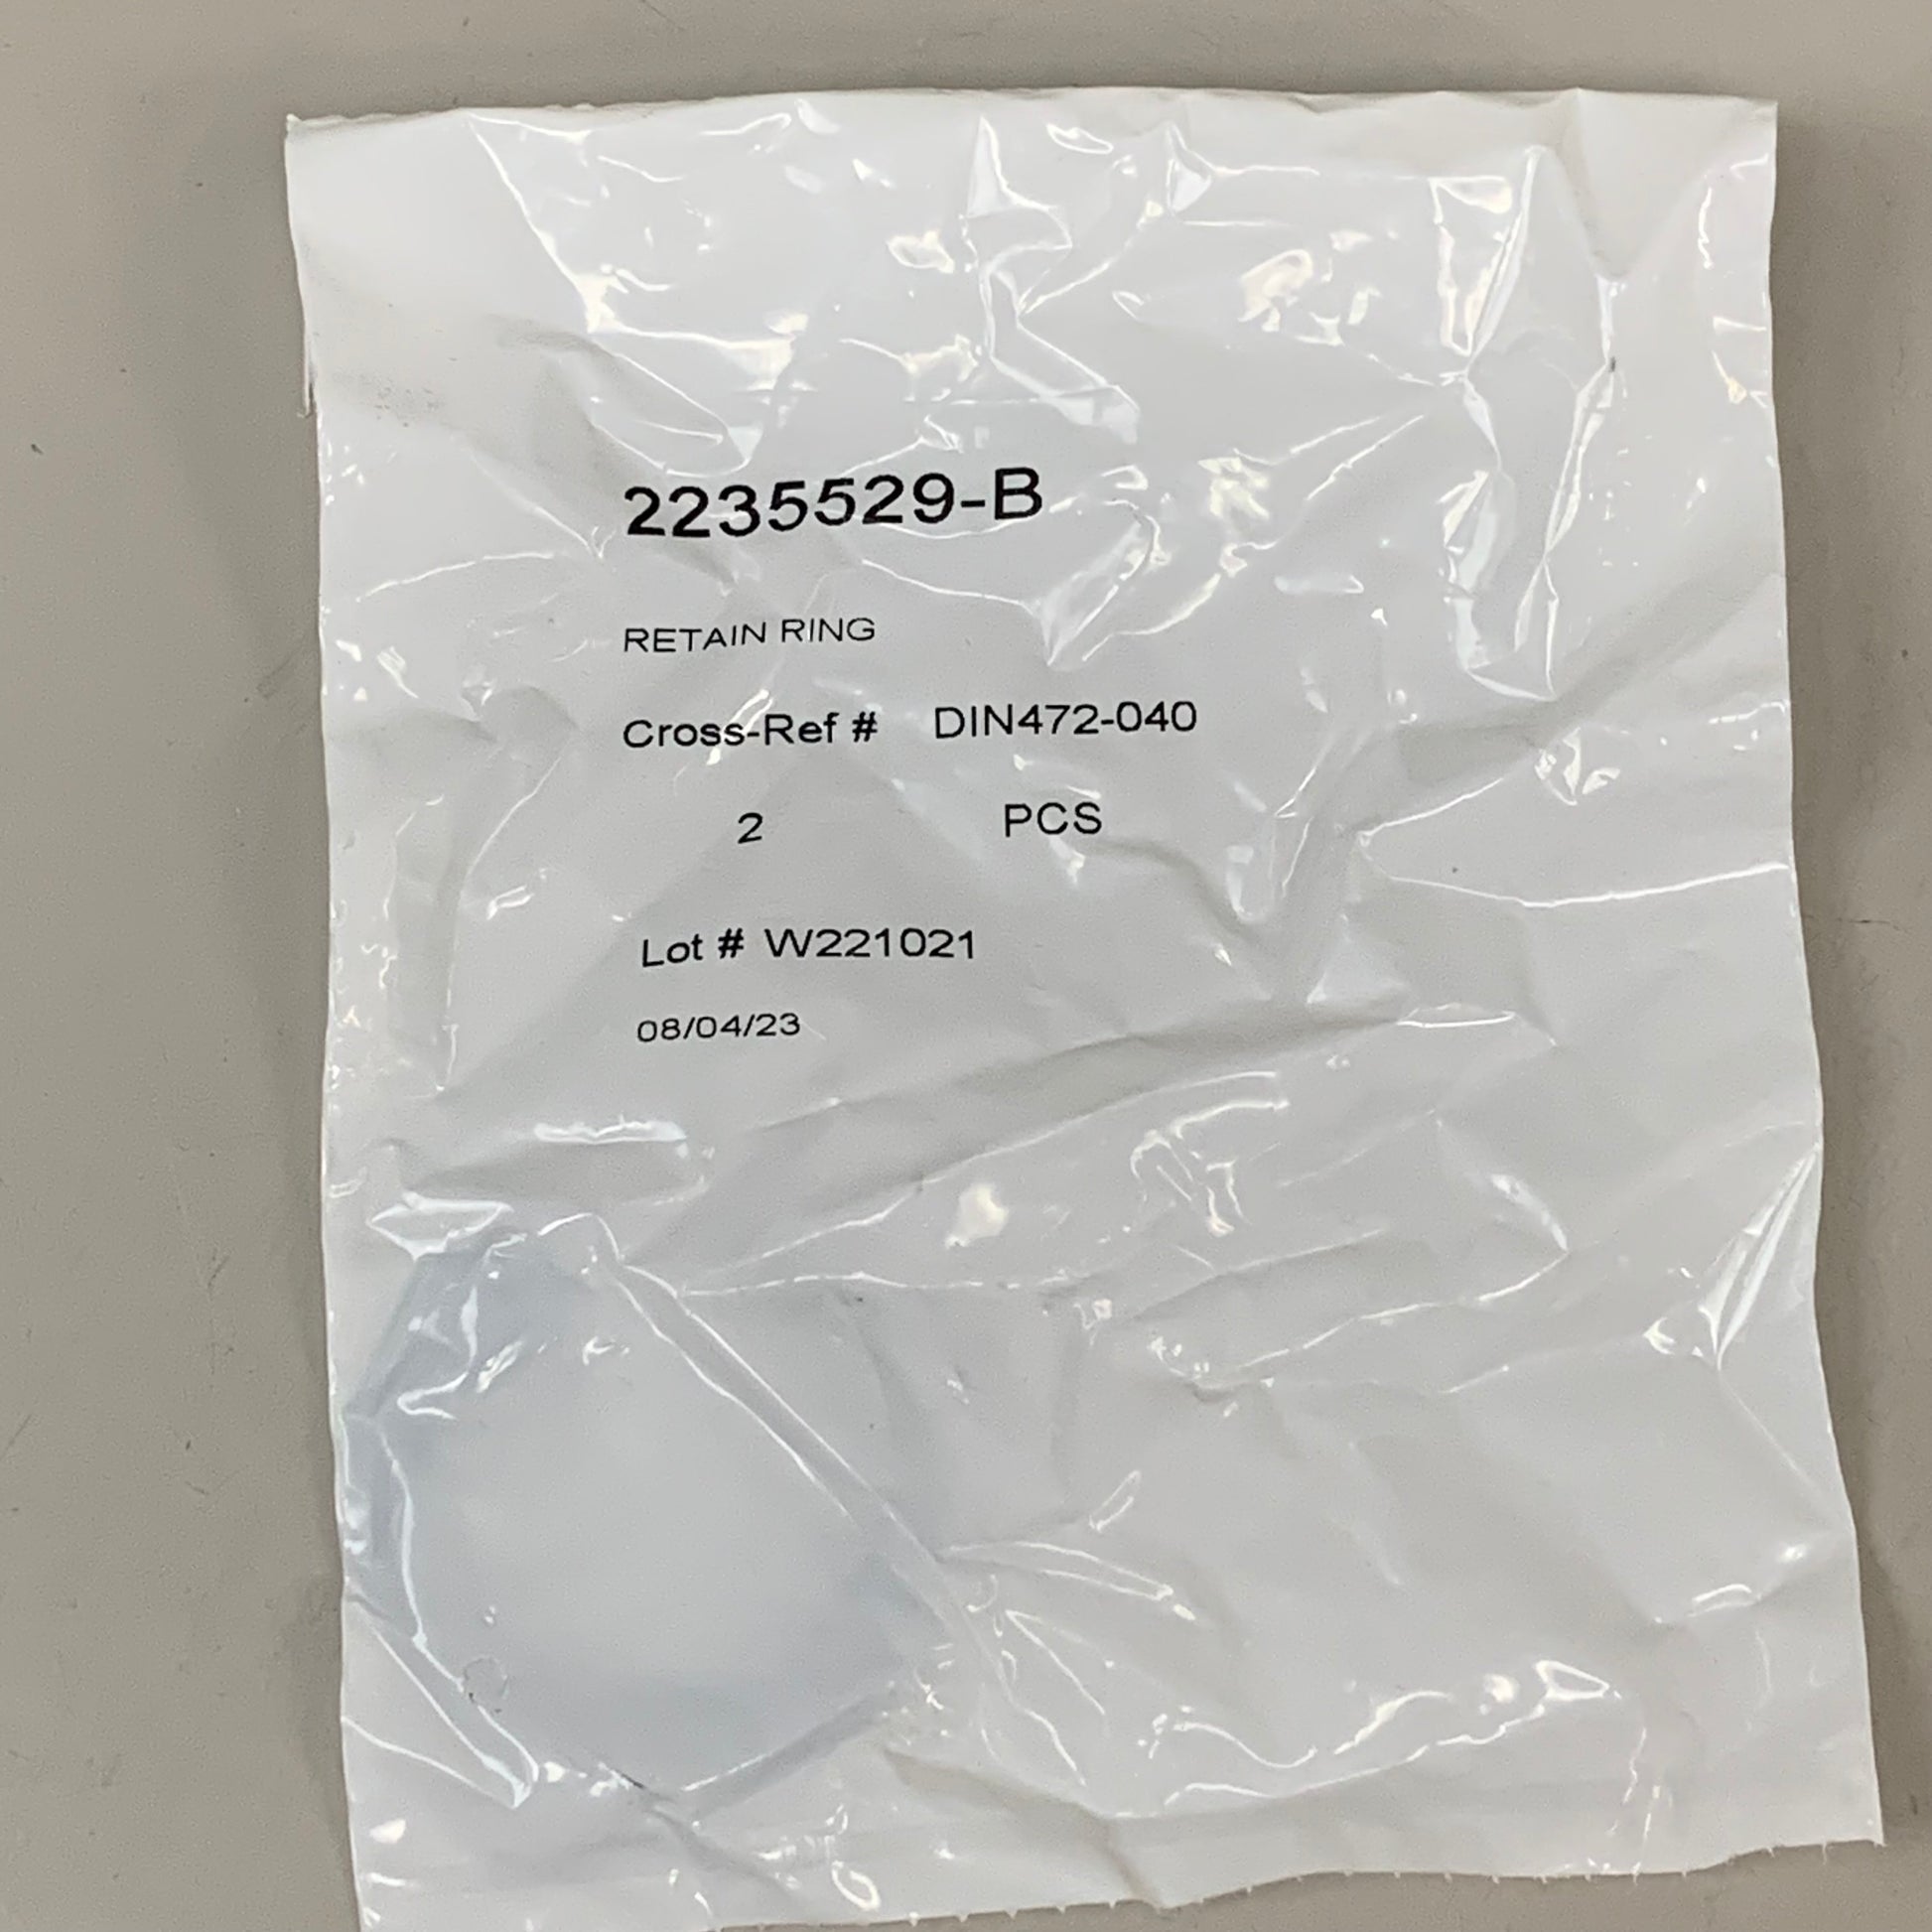 2235529-B
RETAIN RING
Cross-Ref # DIN472-040
2 PCS
Lot # W221021
08/04/23